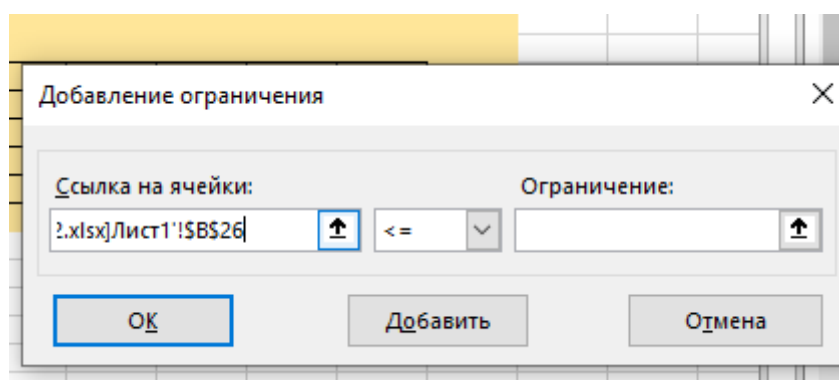 Добавление ограничения
Ссылка на ячейки:
Ограничение:
2.xlsx]Лист1'!$B$26
<=
ОК
Добавить
Отмена